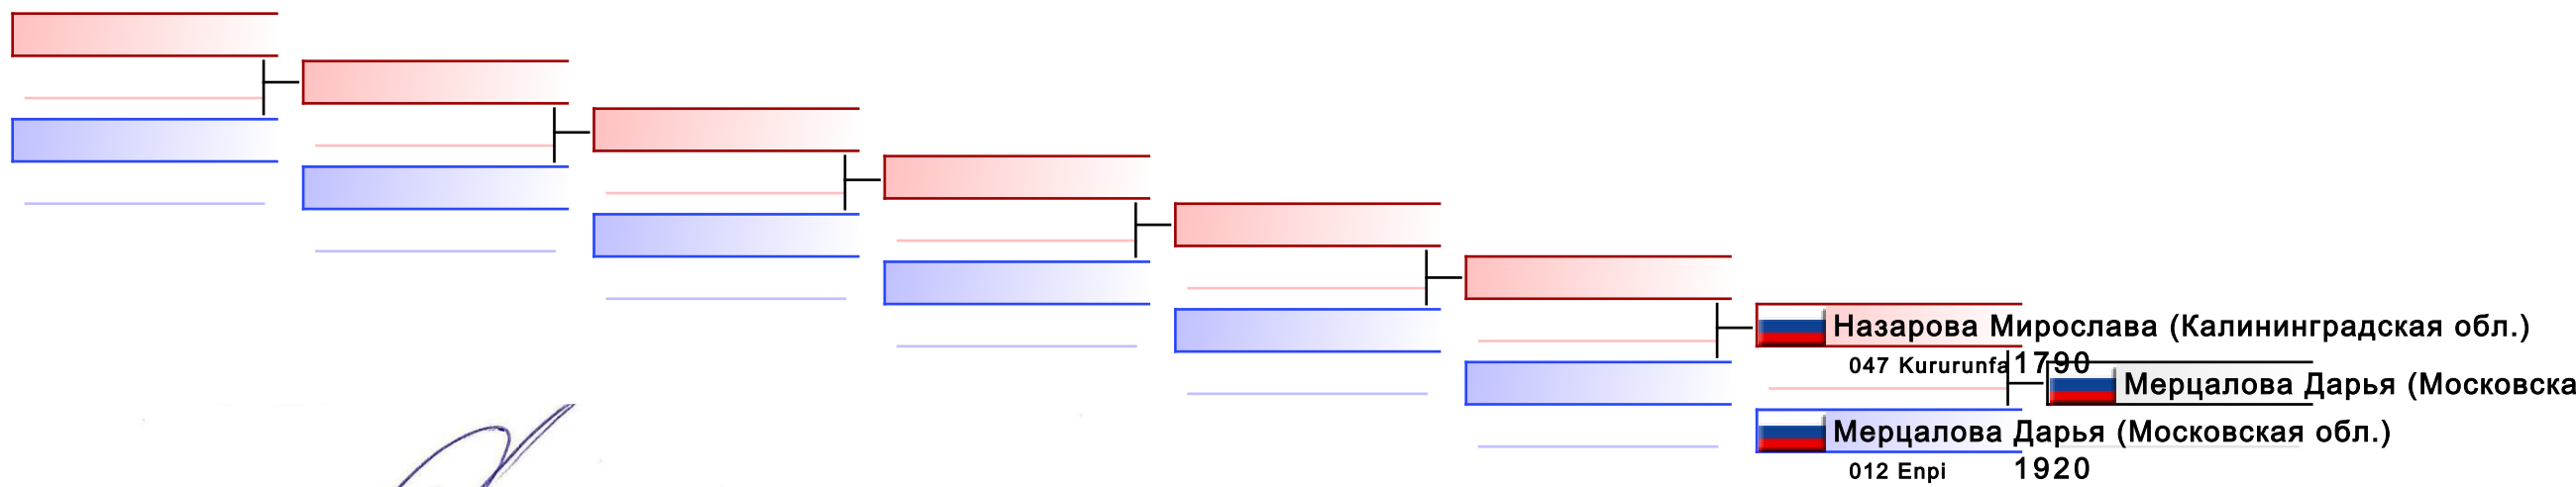 Назарова Мирослава (Калининградская обл.)
047 Kururunfa 1790
Мерцалова Дарья (Московска
Мерцалова Дарья (Московская обл.)
012 Enpi 1920